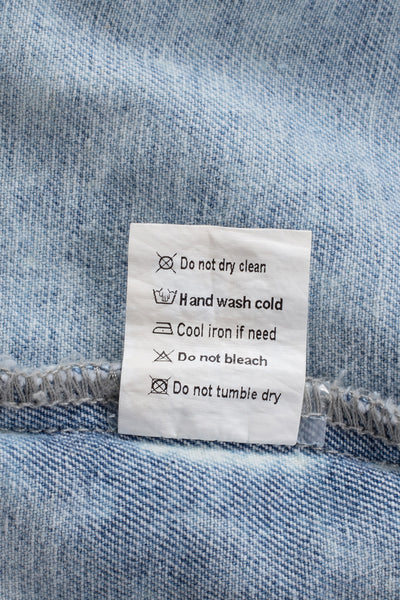 Do not dry clean
Hand wash cold
Cool iron if need
Do not bleach
Do not tumble dry